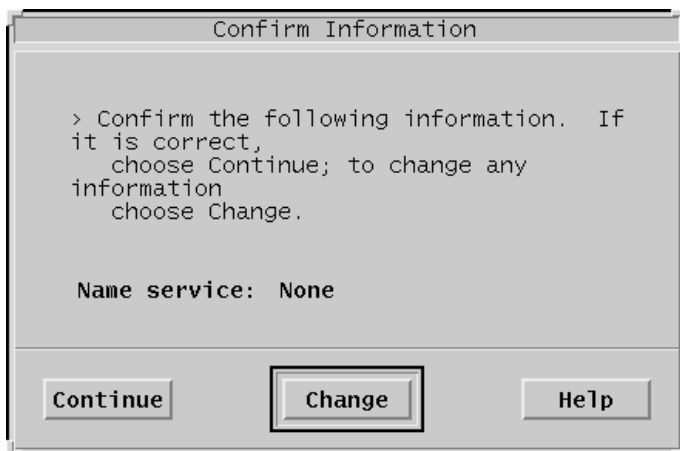 Confirm Information
> Confirm the following information.  If
it is correct,
choose Continue; to change any
information
choose Change.
Name service:  None
Continue
Change
Help